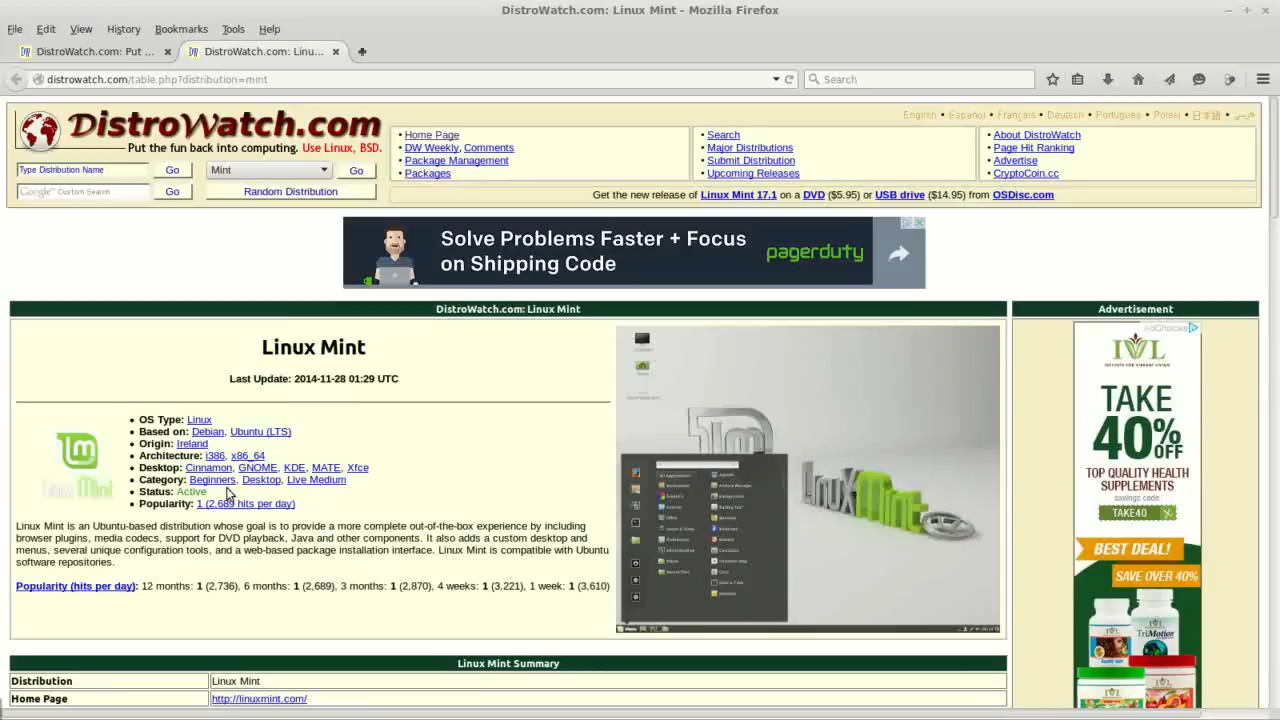 DistroWatch.com: Linux Mint - Mozilla Firefox
File Edit View History Bookmarks Tools Help
DistroWatch.com: Put ...
DistroWatch.com: Linu...
distrowatch.com/table.php?distribution=mint
Search
DistroWatch.com
Put the fun back into computing. Use Linux, BSD.
Type Distribution Name Go Mint Go
Google Custom Search Go Random Distribution
English • Español • Français • Deutsch • Português • Polski • 日本語 •
• Home Page
• DW Weekly, Comments
• Package Management
• Packages
• Search
• Major Distributions
• Submit Distribution
• Upcoming Releases
• About DistroWatch
• Page Hit Ranking
• Advertise
• CryptoCoin.cc
Get the new release of Linux Mint 17.1 on a DVD ($5.95) or USB drive ($14.95) from OSDisc.com
Solve Problems Faster + Focus
on Shipping Code
pagerduty
DistroWatch.com: Linux Mint
Linux Mint
Last Update: 2014-11-28 01:29 UTC
• OS Type: Linux
• Based on: Debian, Ubuntu (LTS)
• Origin: Ireland
• Architecture: i386, x86_64
• Desktop: Cinnamon, GNOME, KDE, MATE, Xfce
• Category: Beginners, Desktop, Live Medium
• Status: Active
• Popularity: 1 (2,689 hits per day)
Linux Mint
Linux Mint is an Ubuntu-based distribution whose goal is to provide a more complete out-of-the-box experience by including
browser plugins, media codecs, support for DVD playback, Java and other components. It also adds a custom desktop and
menus, several unique configuration tools, and a web-based package installation interface. Linux Mint is compatible with Ubuntu
software repositories.
Popularity (hits per day): 12 months: 1 (2,736), 6 months: 1 (2,689), 3 months: 1 (2,870), 4 weeks: 1 (3,221), 1 week: 1 (3,610)
LinuxMint
Linux Mint Summary
Distribution Linux Mint
Home Page http://linuxmint.com/
Advertisement
AdChoices
IVL
INSTITUTE FOR VIBRANT LIVING
TAKE
40% OFF
TOP QUALITY HEALTH
SUPPLEMENTS
savings code
TAKE40
BEST DEAL!
SAVE OVER 40%
IVL
TriMotion